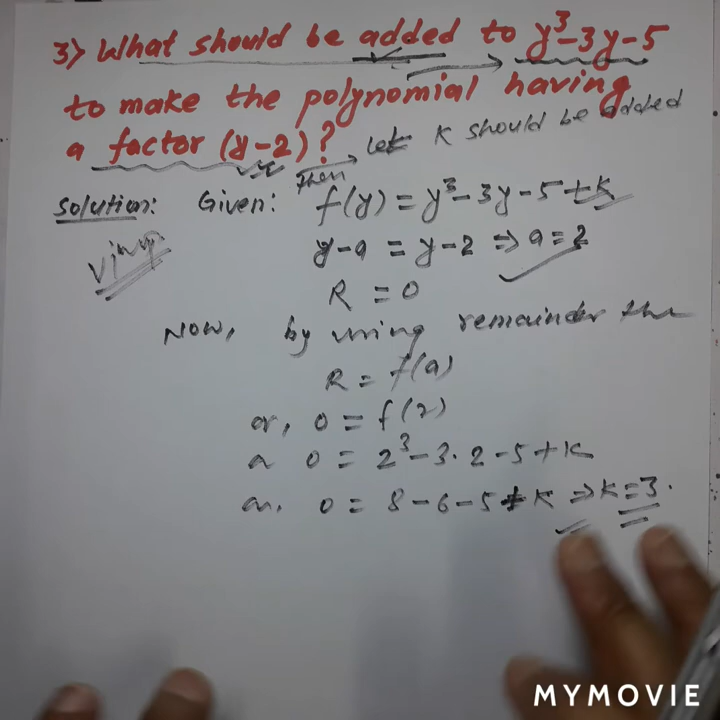 3) What should be added to y³-3y-5
to make the polynomial having
a factor (y-2)? let K should be added
then
Solution: Given: f(y) = y³-3y-5+k
y-a = y-2 ⇒ a=2
V imp.
R = 0
Now, by using remainder the
R = f(a)
or, 0 = f(2)
0 = 2³-3.2-5+k
or, 0 = 8-6-5+k ⇒ k=3.
MYMOVIE